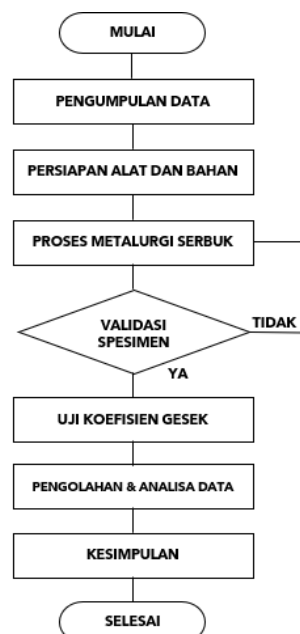 MULAI
PENGUMPULAN DATA
PERSIAPAN ALAT DAN BAHAN
PROSES METALURGI SERBUK
VALIDASI
SPESIMEN
TIDAK
YA
UJI KOEFISIEN GESEK
PENGOLAHAN & ANALISA DATA
KESIMPULAN
SELESAI